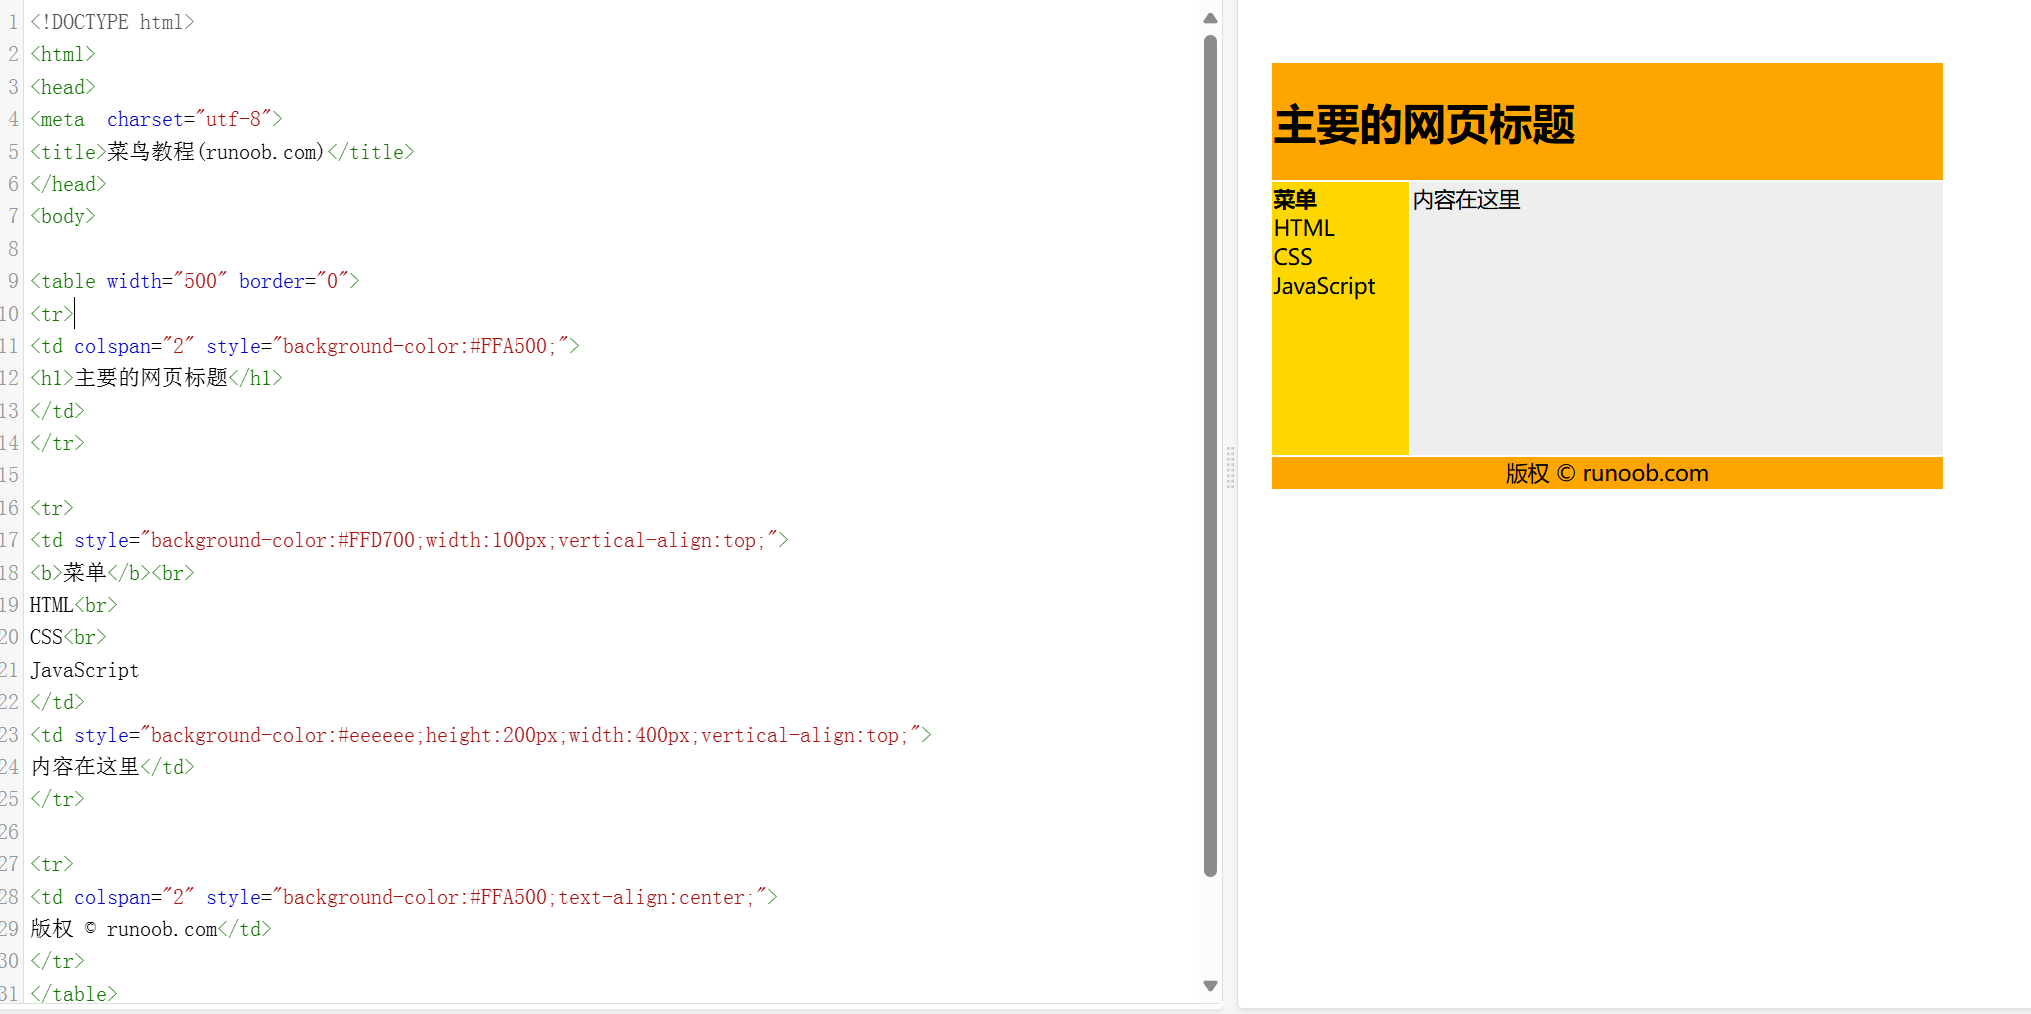 1 <!DOCTYPE html>
2 <html>
3 <head>
4 <meta  charset="utf-8">
5 <title>菜鸟教程(runoob.com)</title>
6 </head>
7 <body>
8
9 <table width="500" border="0">
10 <tr>
11 <td colspan="2" style="background-color:#FFA500;">
12 <h1>主要的网页标题</h1>
13 </td>
14 </tr>
15
16 <tr>
17 <td style="background-color:#FFD700;width:100px;vertical-align:top;">
18 <b>菜单</b><br>
19 HTML<br>
20 CSS<br>
21 JavaScript
22 </td>
23 <td style="background-color:#eeeeee;height:200px;width:400px;vertical-align:top;">
24 内容在这里</td>
25 </tr>
26
27 <tr>
28 <td colspan="2" style="background-color:#FFA500;text-align:center;">
29 版权 © runoob.com</td>
30 </tr>
31 </table>
主要的网页标题
菜单
HTML
CSS
JavaScript
内容在这里
版权 © runoob.com